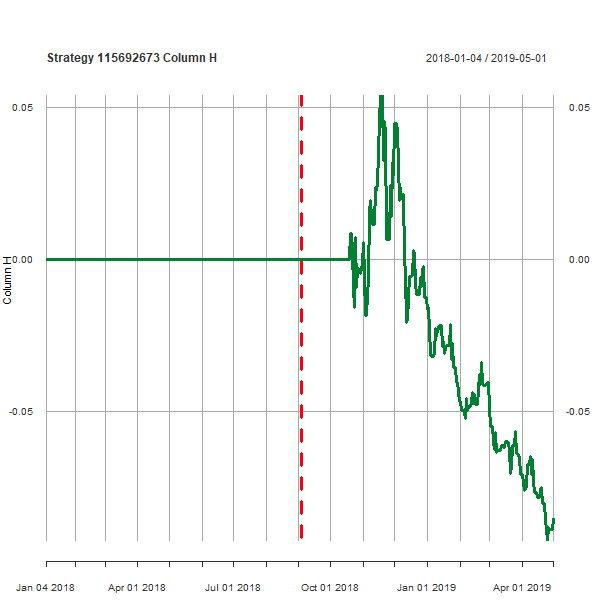 Strategy 115692673 Column H
2018-01-04 / 2019-05-01
0.05
0.05
0.00
0.00
Column H
-0.05
-0.05
Jan 04 2018
Apr 01 2018
Jul 01 2018
Oct 01 2018
Jan 01 2019
Apr 01 2019